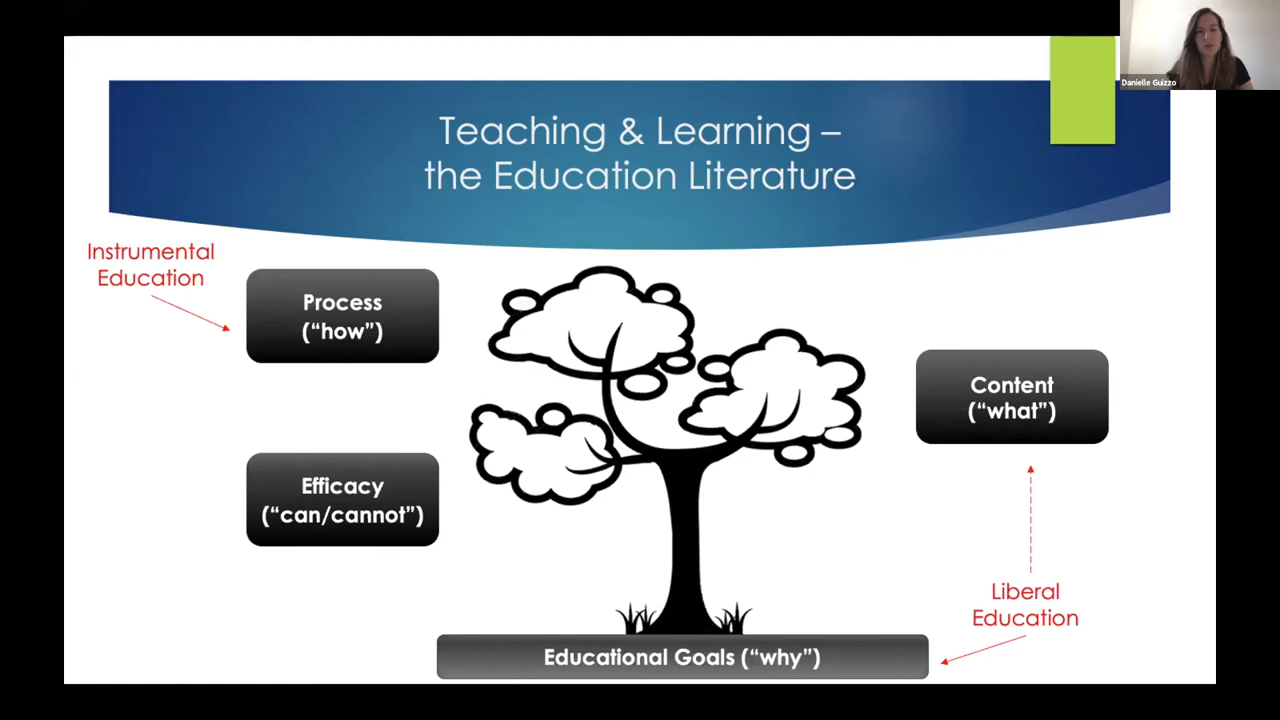 Danielle Guizzo
Teaching & Learning –
the Education Literature
Instrumental
Education
Process
(“how”)
Content
(“what”)
Efficacy
(“can/cannot”)
Liberal
Education
Educational Goals (“why”)